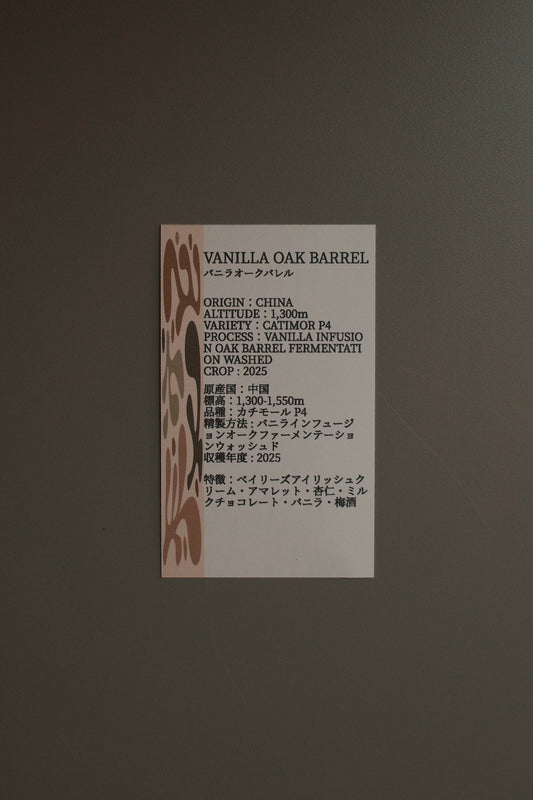 VANILLA OAK BARREL
バニラオークバレル
ORIGIN：CHINA
ALTITUDE：1,300m
VARIETY：CATIMOR P4
PROCESS：VANILLA INFUSIO
N OAK BARREL FERMENTATI
ON WASHED
CROP : 2025
原産国：中国
標高：1,300-1,550m
品種：カチモール P4
精製方法：バニラインフュージ
ョンオークファーメンテーショ
ンウォッシュド
収穫年度 : 2025
特徴：ベイリーズアイリッシュク
リーム・アマレット・杏仁・ミル
クチョコレート・バニラ・梅酒